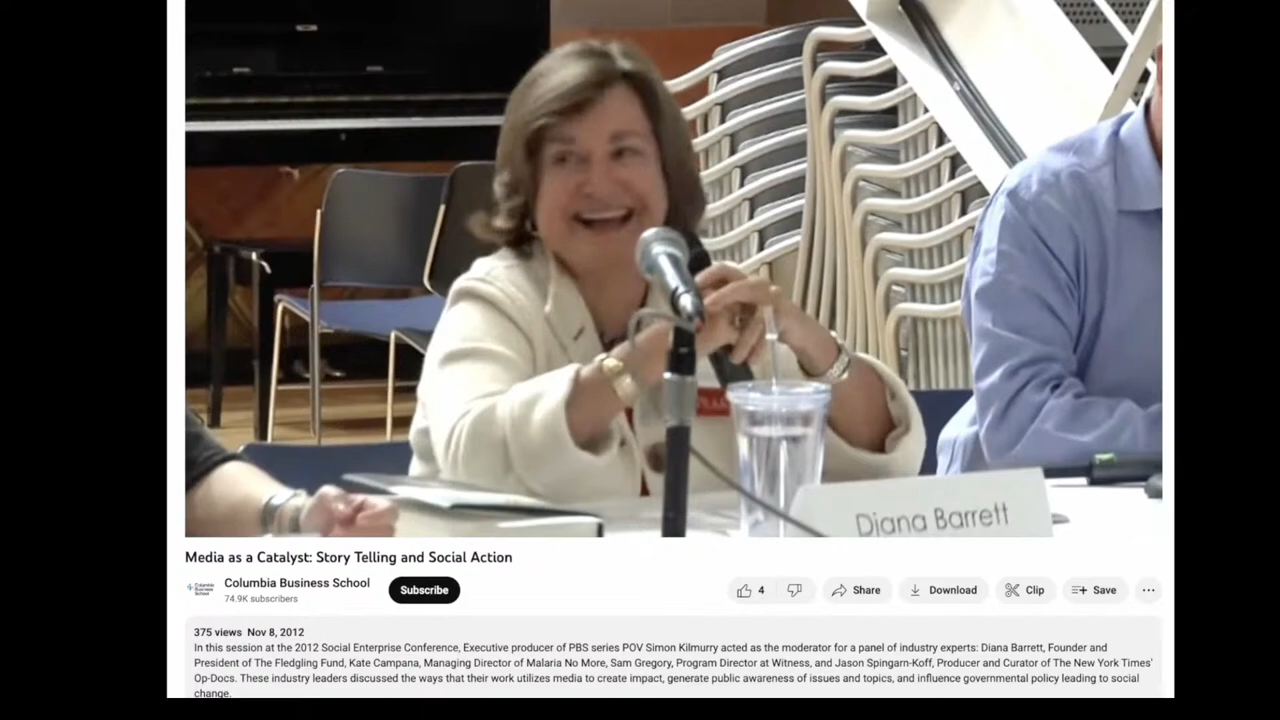 Diana Barrett
Media as a Catalyst: Story Telling and Social Action
Columbia Business School
74.9K subscribers
Subscribe
4
Share
Download
Clip
Save
375 views Nov 8, 2012
In this session at the 2012 Social Enterprise Conference, Executive producer of PBS series POV Simon Kilmurry acted as the moderator for a panel of industry experts: Diana Barrett, Founder and
President of The Fledgling Fund, Kate Campana, Managing Director of Malaria No More, Sam Gregory, Program Director at Witness, and Jason Spingarn-Koff, Producer and Curator of The New York Times'
Op-Docs. These industry leaders discussed the ways that their work utilizes media to create impact, generate public awareness of issues and topics, and influence governmental policy leading to social
change.